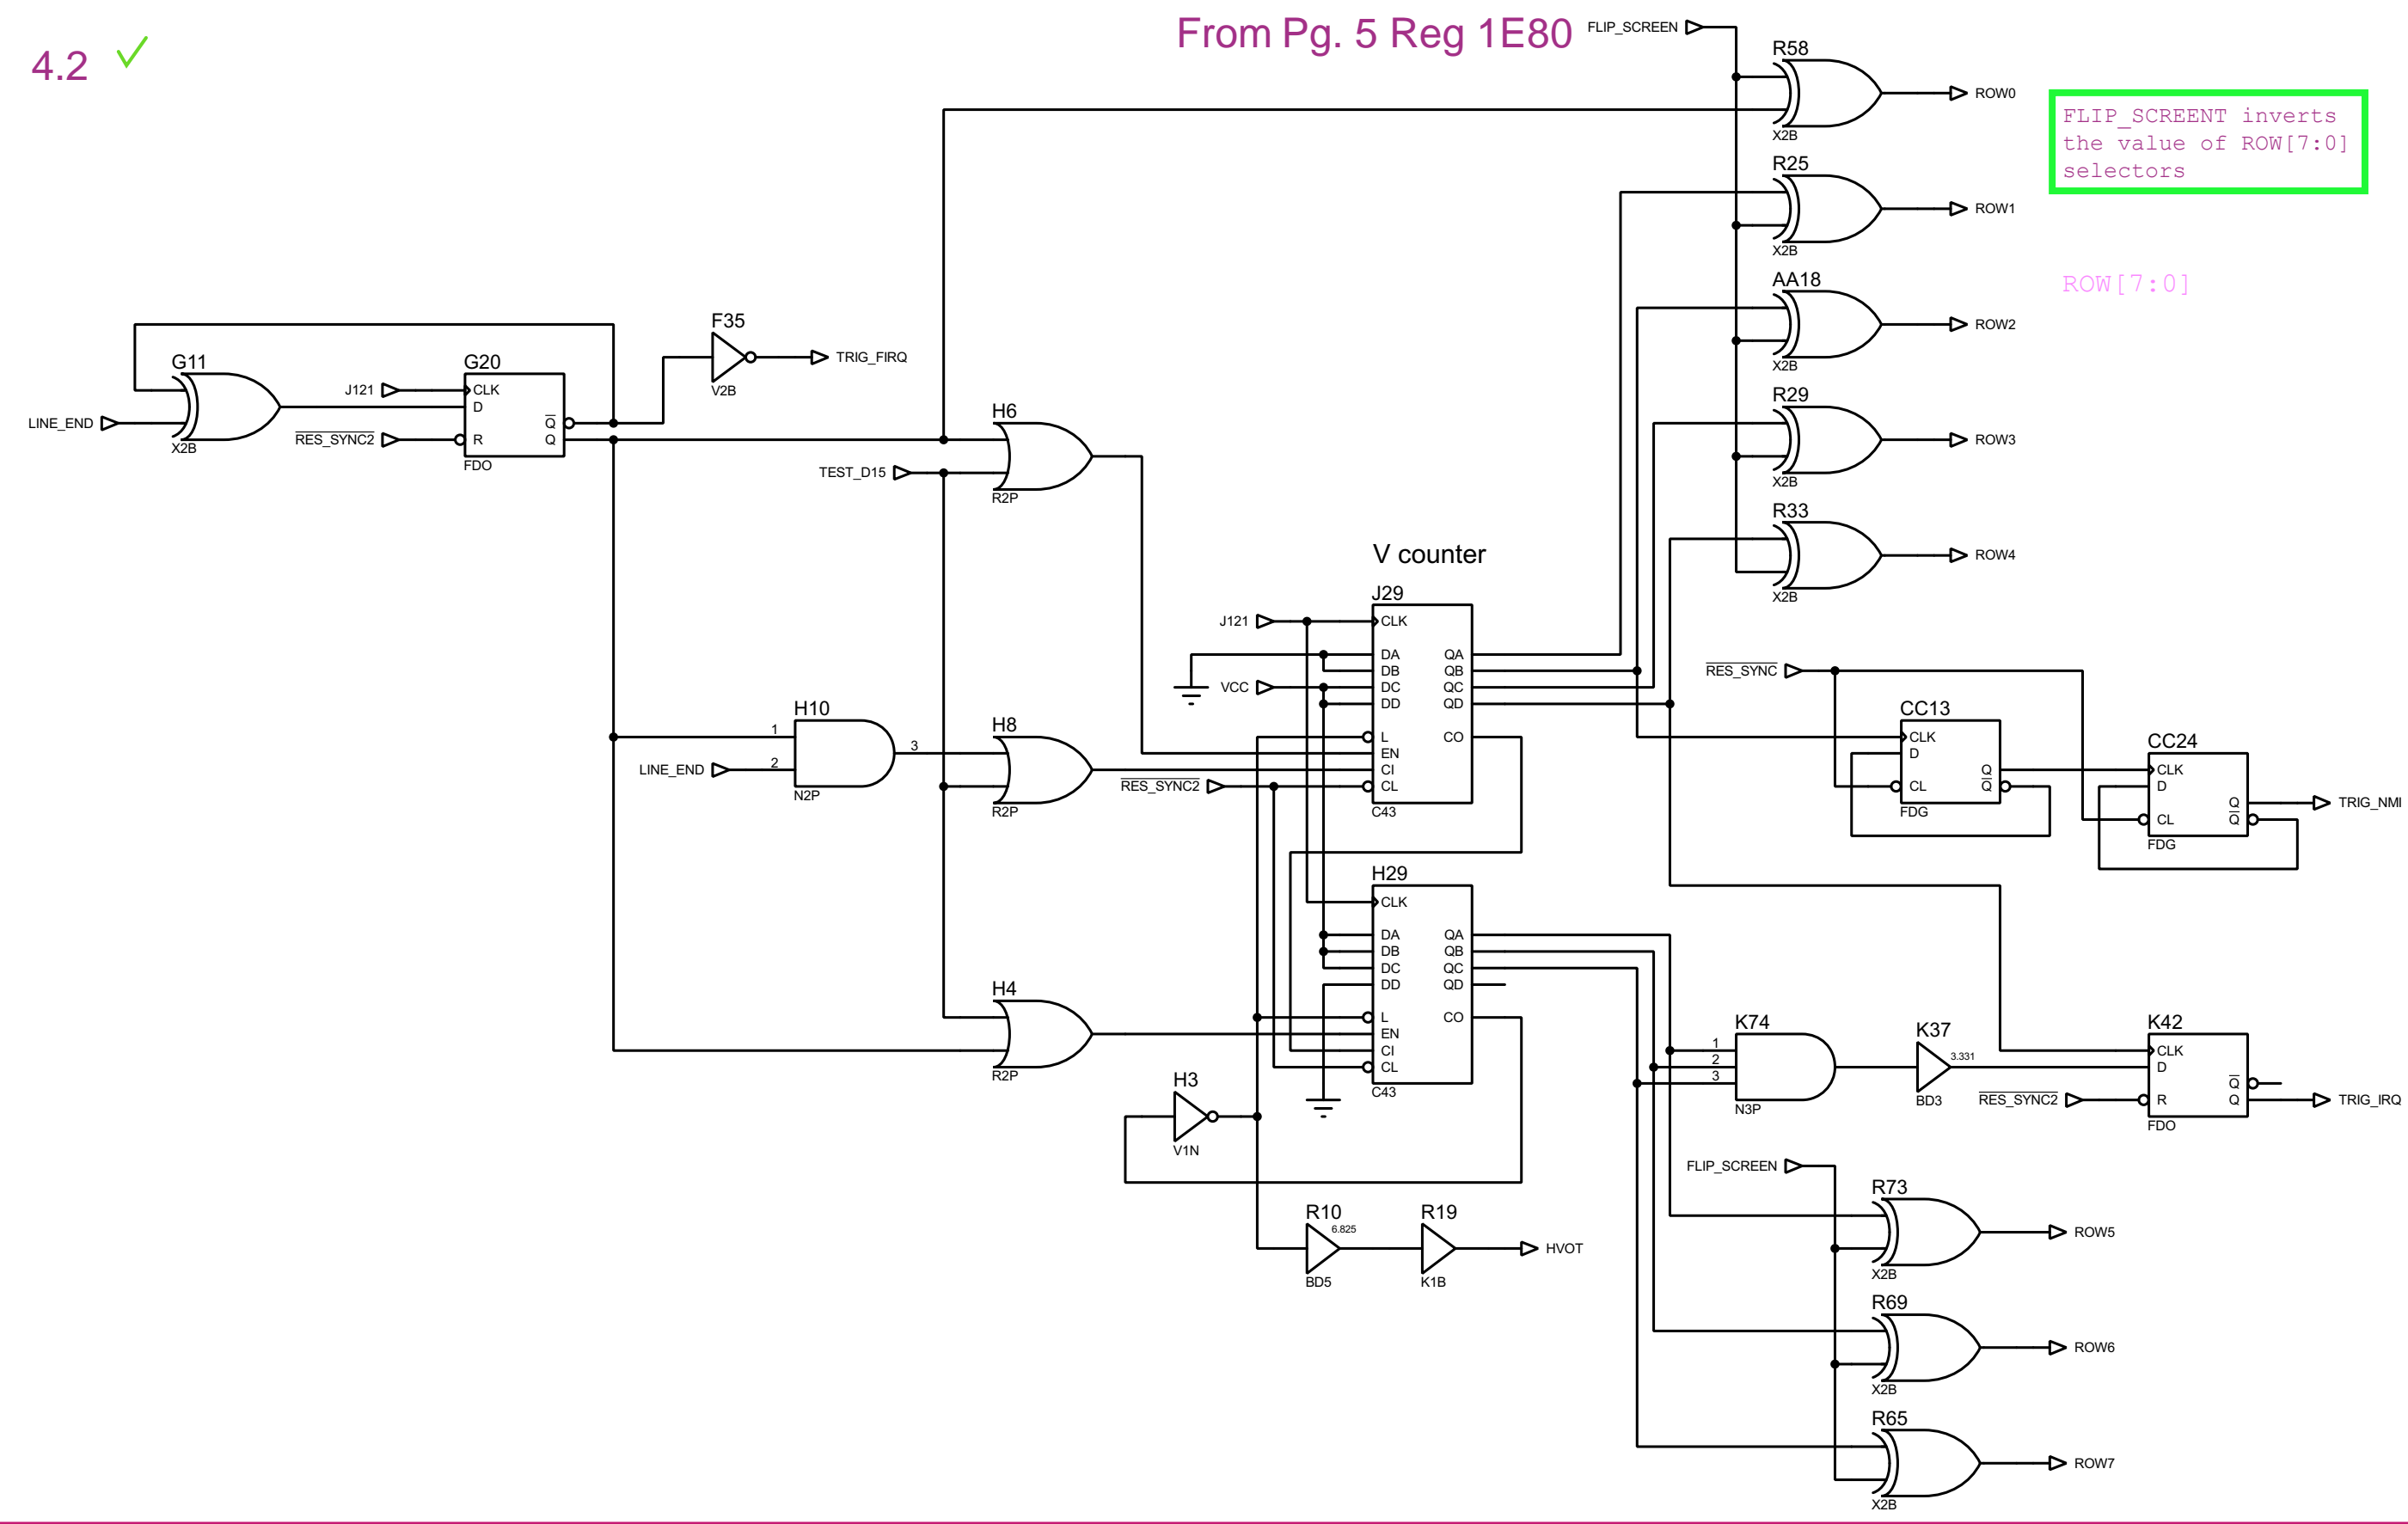 4.2
From Pg. 5 Reg 1E80
FLIP_SCREEN
R58
X2B
ROW0
FLIP_SCREENT inverts
the value of ROW[7:0]
selectors
R25
X2B
ROW1
ROW[7:0]
AA18
X2B
ROW2
R29
X2B
ROW3
R33
X2B
ROW4
G11
LINE_END
X2B
G20
J121
CLK
D
RES_SYNC2
R
Q
Q
FDO
F35
V2B
TRIG_FIRQ
H6
TEST_D15
R2P
H10
1
LINE_END
2
3
N2P
H8
R2P
H4
R2P
V counter
J29
J121
CLK
DA
DB
VCC
DC
DD
L
EN
CI
RES_SYNC2
CL
QA
QB
QC
QD
CO
C43
H29
CLK
DA
DB
DC
DD
L
EN
CI
CL
QA
QB
QC
QD
CO
C43
H3
V1N
R10
6.825
BD5
R19
K1B
HVOT
RES_SYNC
CC13
CLK
D
CL
Q
Q
FDG
CC24
CLK
D
CL
Q
Q
FDG
TRIG_NMI
K74
1
2
3
N3P
K37
3.331
BD3
K42
CLK
D
RES_SYNC2
R
Q
Q
FDO
TRIG_IRQ
FLIP_SCREEN
R73
X2B
ROW5
R69
X2B
ROW6
R65
X2B
ROW7